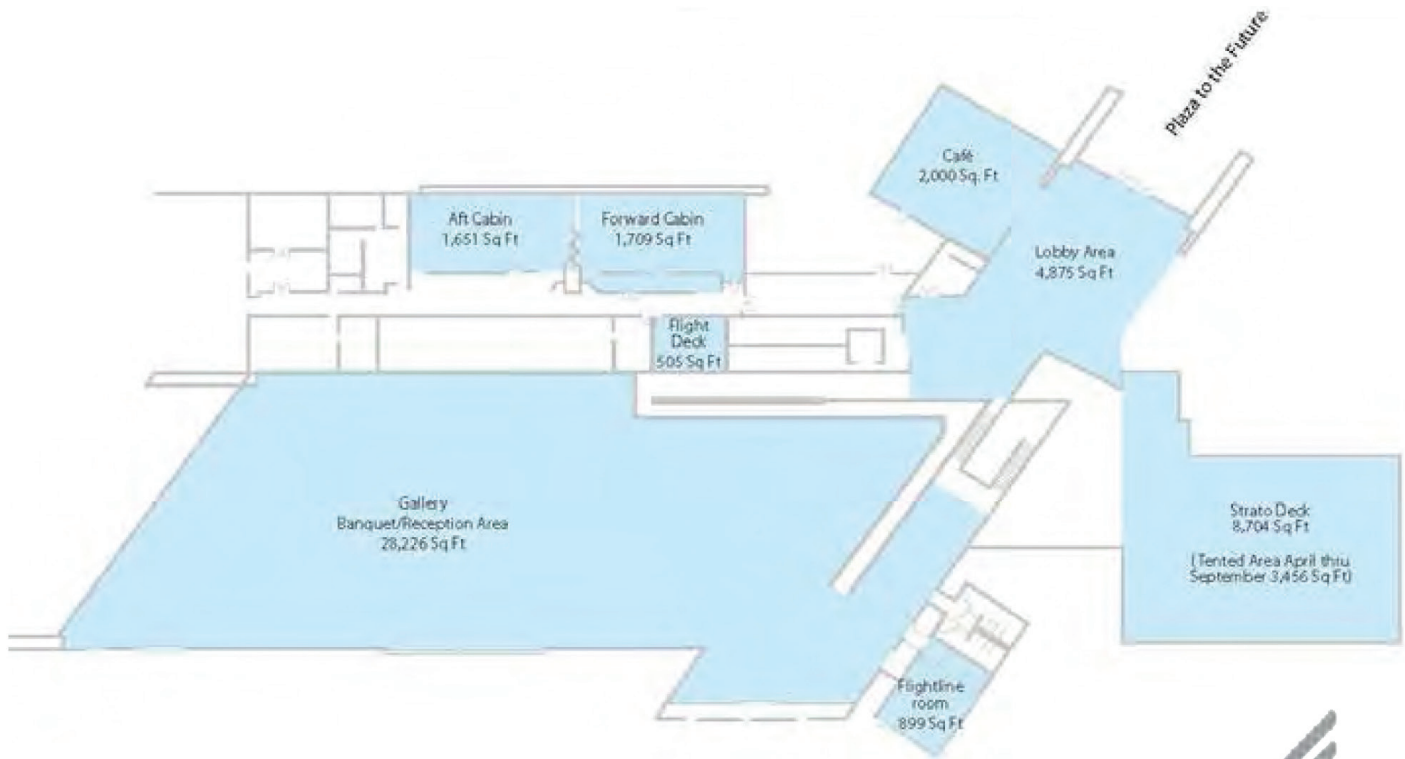 Plaza to the Future
Café
2,000 Sq. Ft
Aft Cabin
1,651 Sq Ft
Forward Cabin
1,709 Sq Ft
Lobby Area
4,875 Sq Ft
Flight
Deck
505 Sq Ft
Gallery
Banquet/Reception Area
28,226 Sq Ft
Strato Deck
8,704 Sq Ft
(Tented Area April thru
September 3,456 Sq Ft)
Flightline
room
899 Sq Ft